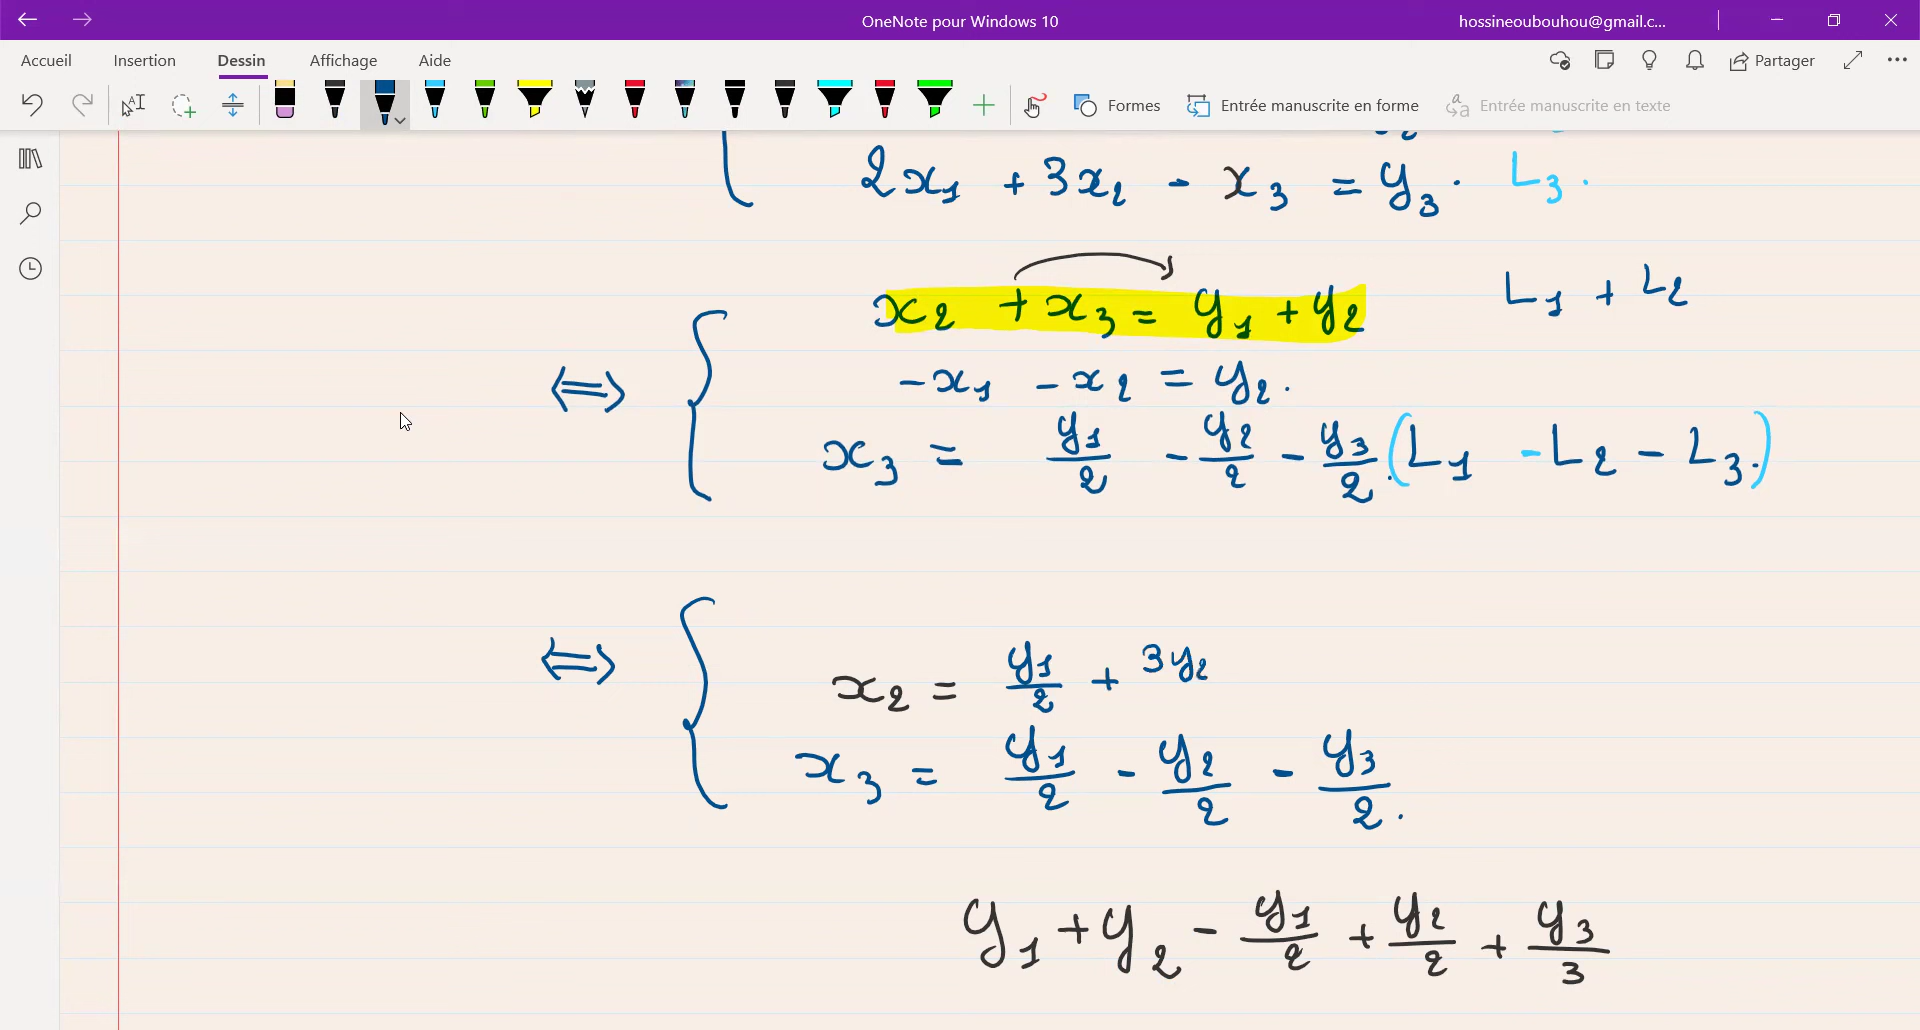 OneNote pour Windows 10
hossineoubouhou@gmail.c...
Accueil Insertion Dessin Affichage Aide
Partager
Formes Entrée manuscrite en forme Entrée manuscrite en texte
2x₁ + 3x₂ - x₃ = y₃. L₃.
x₂ + x₃ = y₁ + y₂ L₁ + L₂
⟺ { -x₁ - x₂ = y₂.
x₃ = y₁/2 - y₂/2 - y₃/2. (L₁ - L₂ - L₃.)
⟺ { x₂ = y₁/2 + 3y₂
x₃ = y₁/2 - y₂/2 - y₃/2.
y₁ + y₂ - y₁/2 + y₂/2 + y₃/3